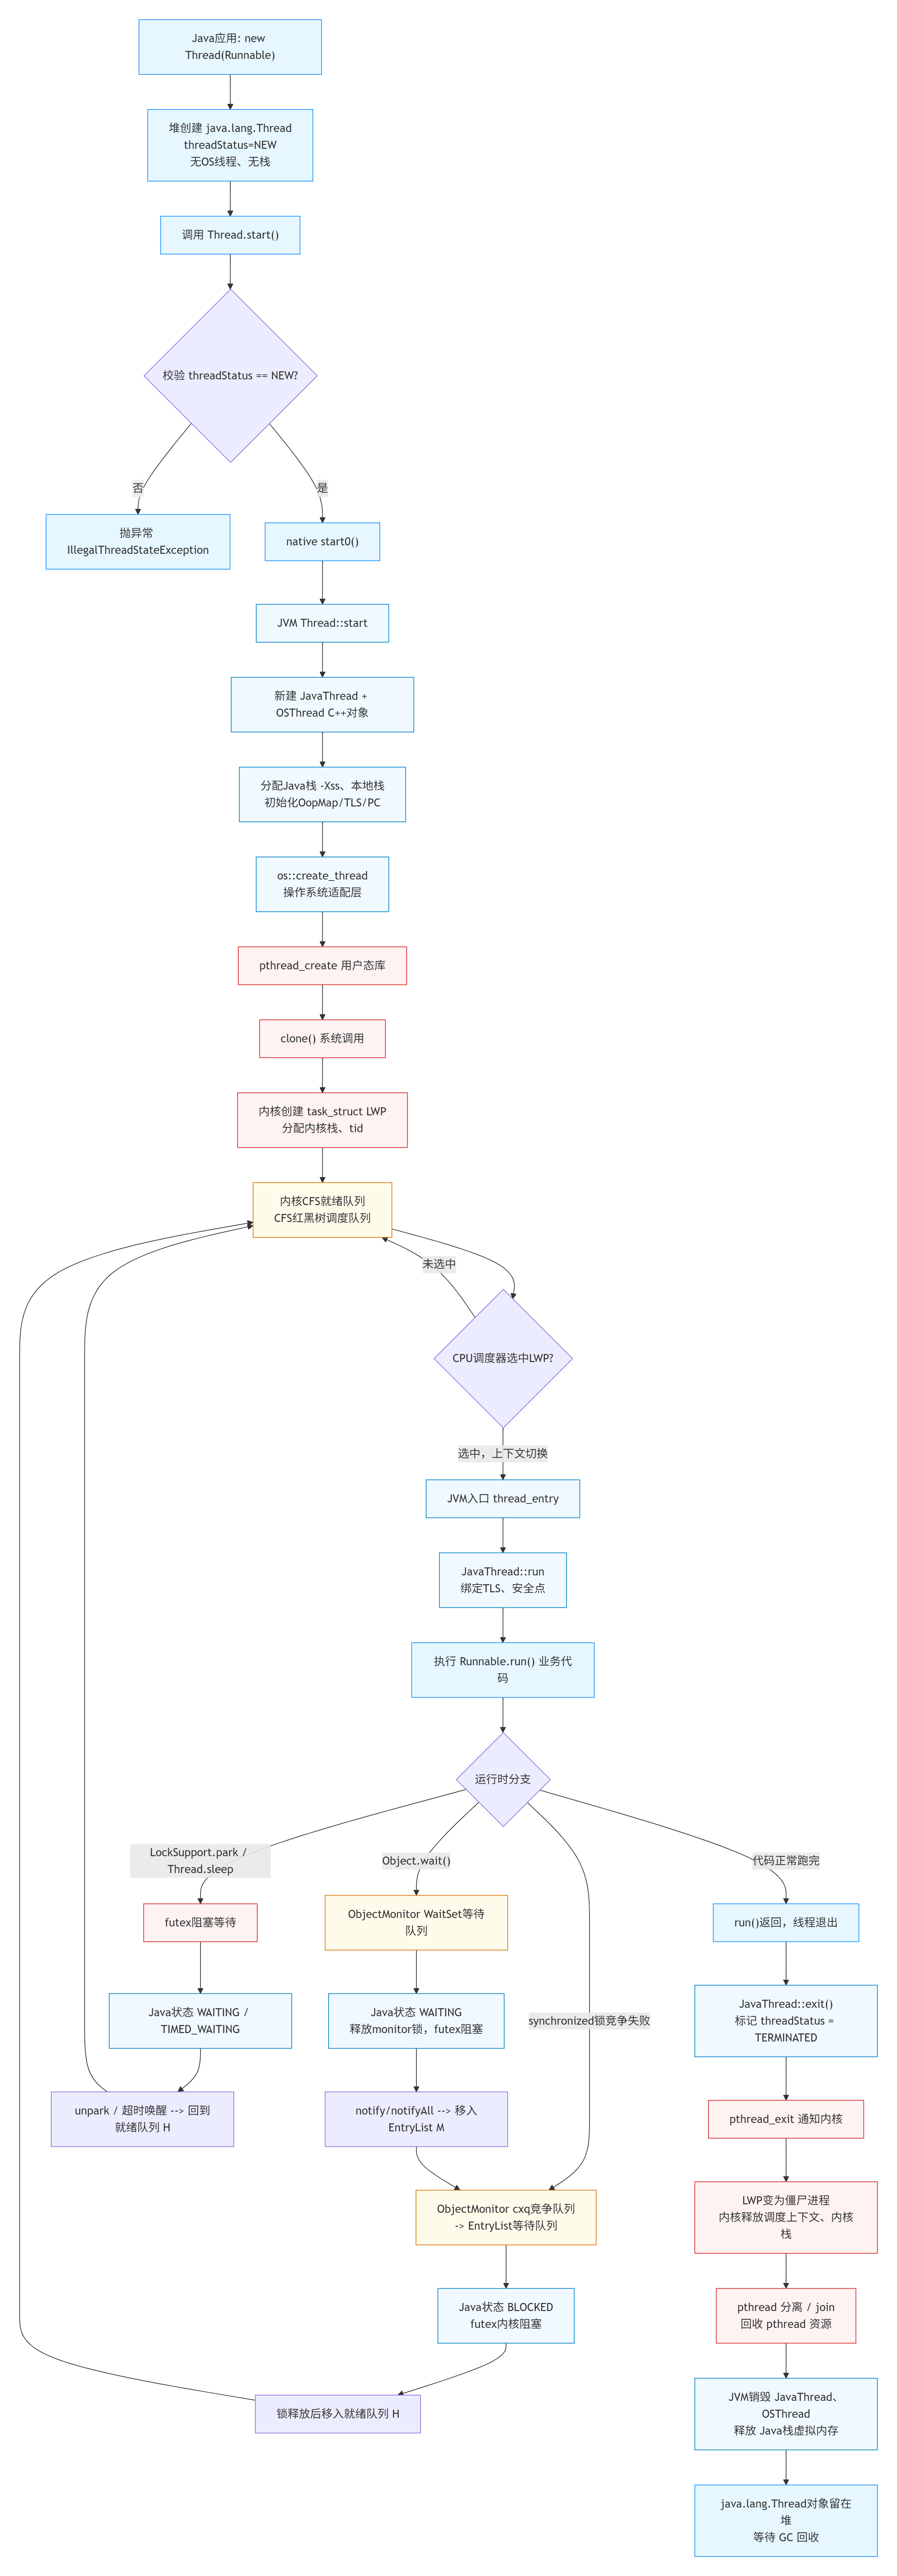 Java应用: new
Thread(Runnable)
堆创建 java.lang.Thread
threadStatus=NEW
无OS线程、无栈
调用 Thread.start()
校验 threadStatus == NEW?
否
是
抛异常
IllegalThreadStateException
native start0()
JVM Thread::start
新建 JavaThread +
OSThread C++对象
分配Java栈 -Xss、本地栈
初始化OopMap/TLS/PC
os::create_thread
操作系统适配层
pthread_create 用户态库
clone() 系统调用
内核创建 task_struct LWP
分配内核栈、tid
内核CFS就绪队列
CFS红黑树调度队列
未选中
CPU调度器选中LWP?
选中，上下文切换
JVM入口 thread_entry
JavaThread::run
绑定TLS、安全点
执行 Runnable.run() 业务代
码
运行时分支
LockSupport.park /
Thread.sleep
Object.wait()
synchronized锁竞争失败
代码正常跑完
futex阻塞等待
Java状态 WAITING /
TIMED_WAITING
unpark / 超时唤醒 --> 回到
就绪队列 H
ObjectMonitor WaitSet等待
队列
Java状态 WAITING
释放monitor锁，futex阻塞
notify/notifyAll --> 移入
EntryList M
ObjectMonitor cxq竞争队列
-> EntryList等待队列
Java状态 BLOCKED
futex内核阻塞
锁释放后移入就绪队列 H
run()返回，线程退出
JavaThread::exit()
标记 threadStatus =
TERMINATED
pthread_exit 通知内核
LWP变为僵尸进程
内核释放调度上下文、内核
栈
pthread 分离 / join
回收 pthread 资源
JVM销毁 JavaThread、
OSThread
释放 Java栈虚拟内存
java.lang.Thread对象留在
堆
等待 GC 回收